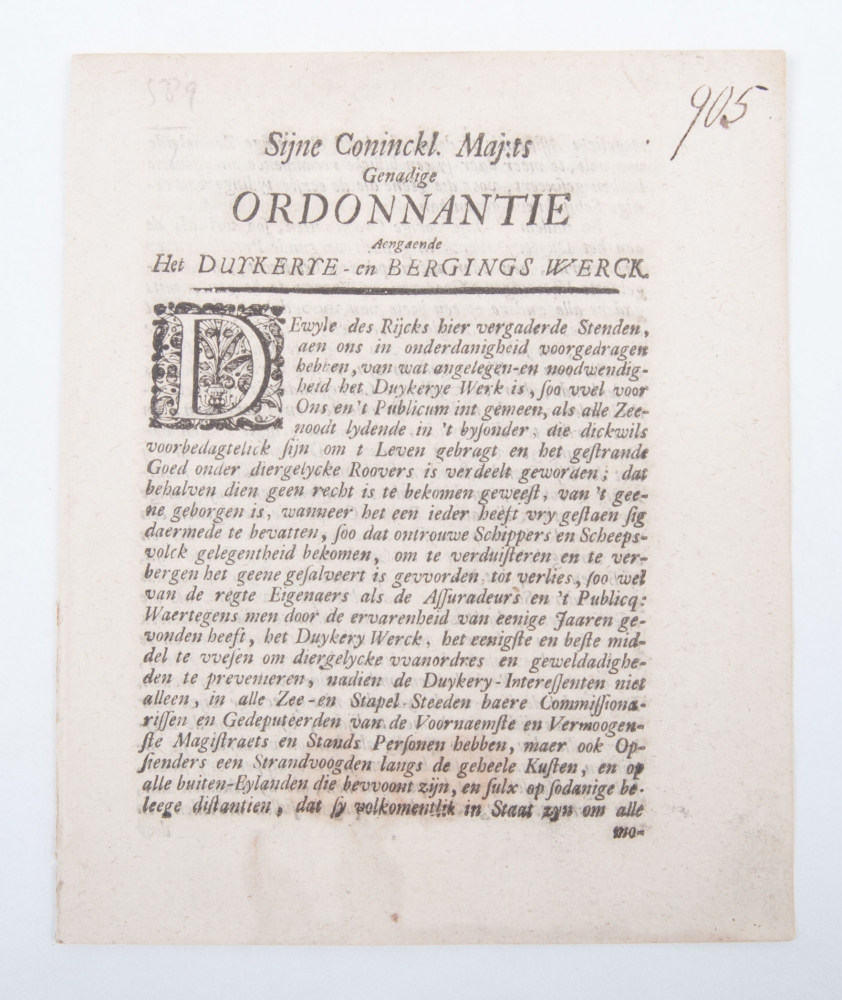 589
905
Sijne Coninckl. Maj:ts
Genadige
ORDONNANTIE
Aengaende
Het DUYKERYE-en BERGINGS WERCK.
DEwyle des Rijcks hier vergaderde Stenden,
aen ons in onderdanigheid voorgedragen
hebben, van wat angelegen-en noodwendig-
heid het Duykerye Werk is, ſoo vvel voor
Ons en't Publicum int gemeen, als alle Zee-
noodt lydende in 't byſonder, die dickwils
voorbedagtelick ſijn om t Leven gebragt en het geſtrande
Goed onder diergelycke Roovers is verdeelt geworden; dat
behalven dien geen recht is te bekomen geweeſt, van 't gee-
ne geborgen is, wanneer het een ieder heeft vry geſtaen ſig
daermede te bevatten, ſoo dat ontrouwe Schippers en Scheeps-
volck gelegentheid bekomen, om te verduiſteren en te ver-
bergen het geene geſalveert is gevvorden, tot verlies, ſoo wel
van de regte Eigenaers als de Aſſuradeurs en 't Publicq:
Waertegens men door de ervarenheid van eenige Jaaren ge-
vonden heeft, het Duykery Werck, het eenigſte en beſte mid-
del te vveſen om diergelycke vvanordres en geweldadighe-
den te prevenieren, nadien de Duykery-Intereſſenten niet
alleen, in alle Zee-en Stapel-Steeden haere Commiſſiona-
riſſen en Gedeputeerden van de Voornaemſte en Vermoogen-
ſte Magiſtraets en Stands Perſonen hebben, maer ook Op-
ſienders een Strandvoogden langs de geheele Kuſten, en op
alle buiten-Eylanden die bevvoont zijn, en ſulx op ſodanige be-
leege diſtantien, dat ſy volkomentlik in Staat zyn om alle
mo-